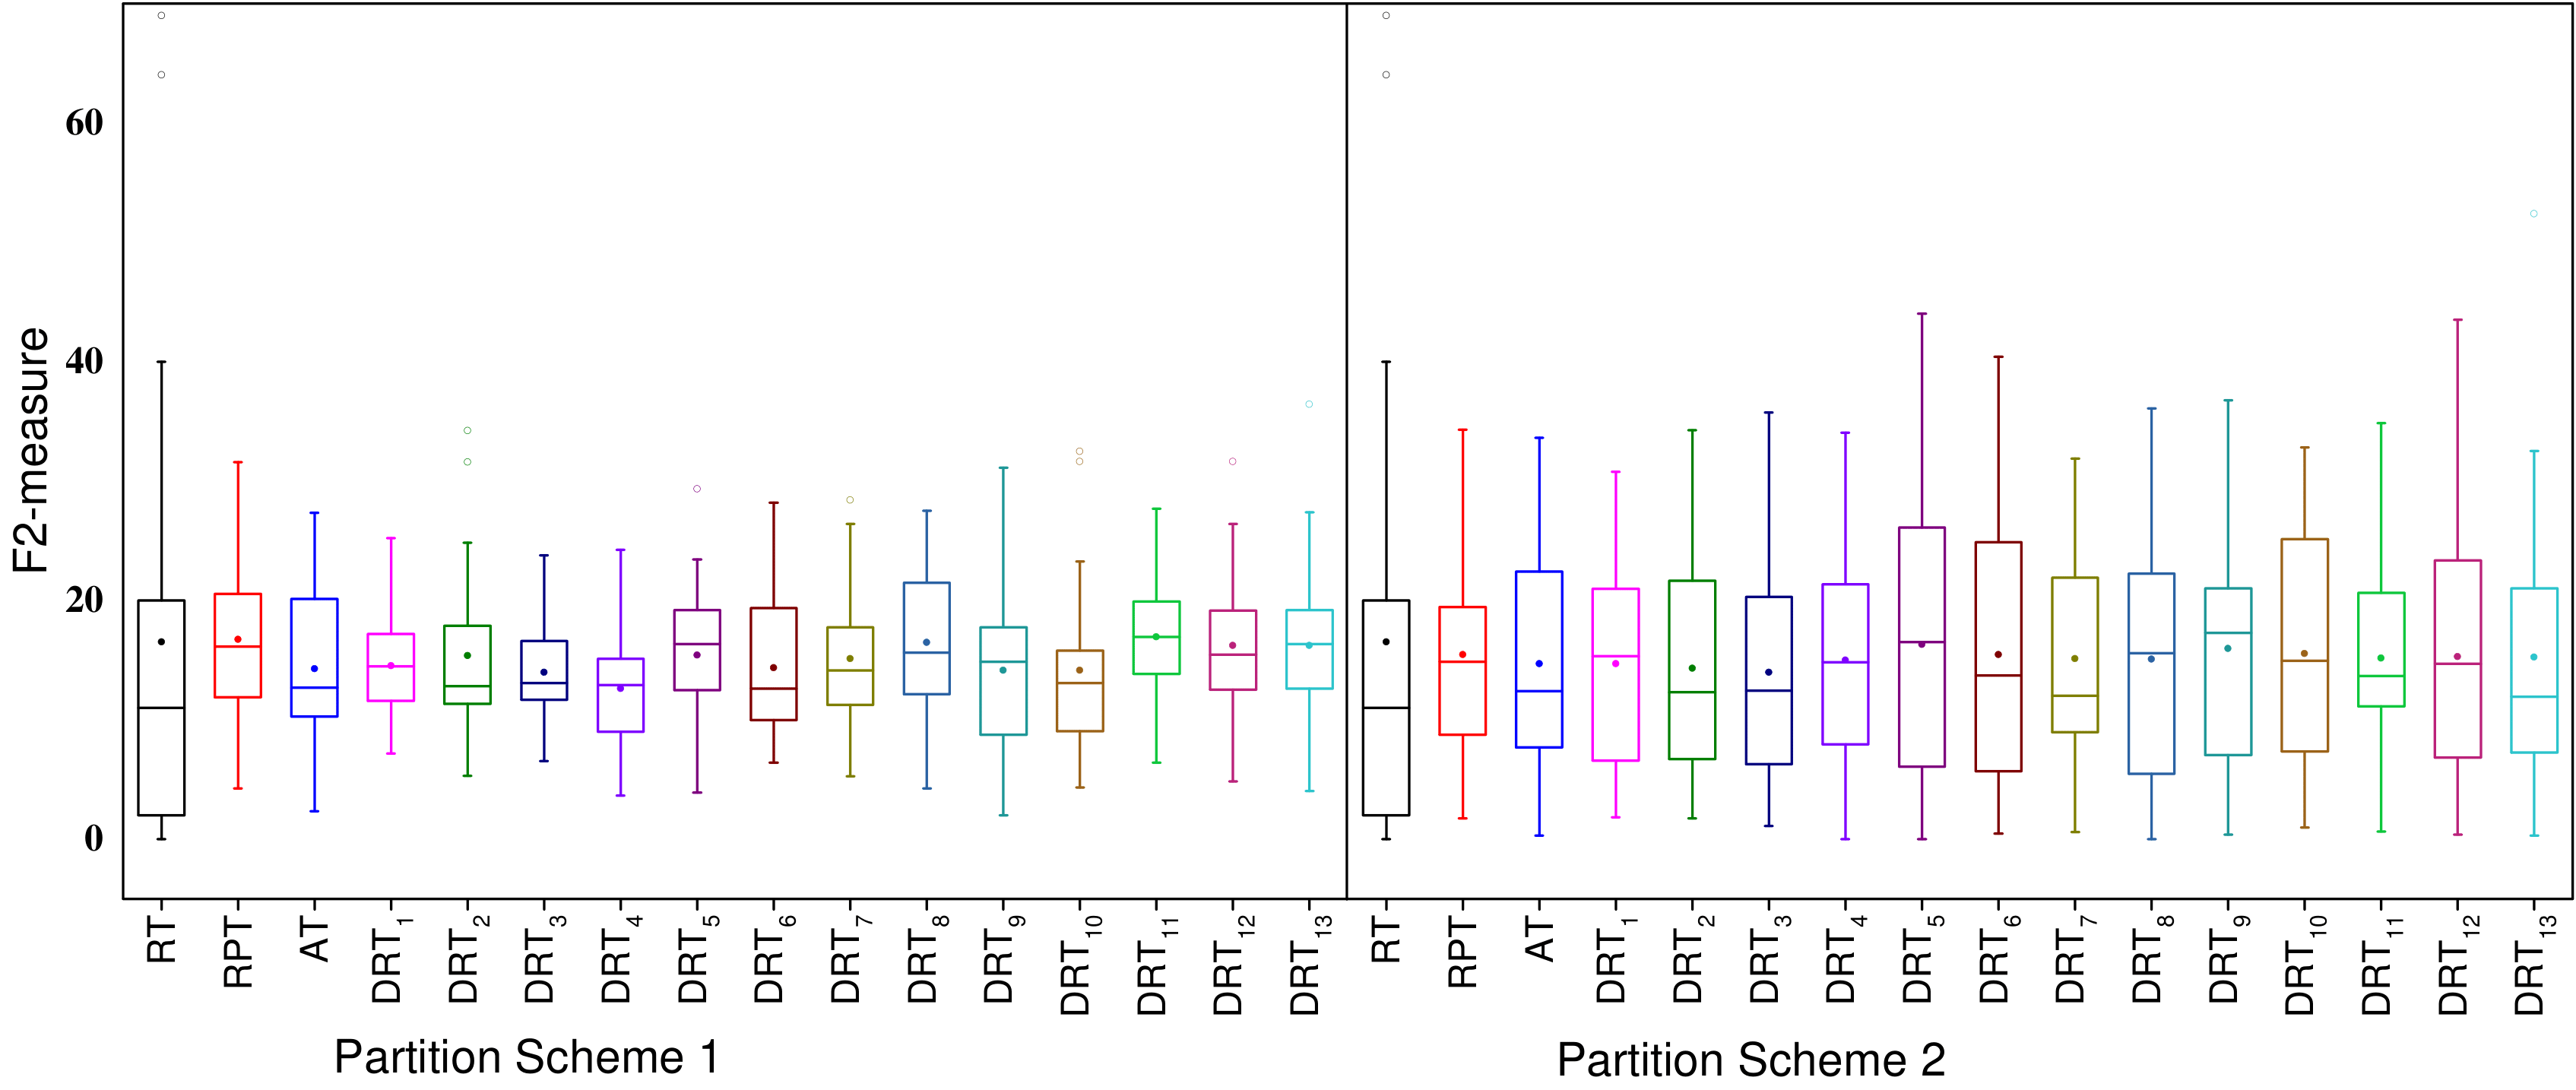 F2-measure
60
40
20
0
RT RPT AT DRT1 DRT2 DRT3 DRT4 DRT5 DRT6 DRT7 DRT8 DRT9 DRT10 DRT11 DRT12 DRT13 RT RPT AT DRT1 DRT2 DRT3 DRT4 DRT5 DRT6 DRT7 DRT8 DRT9 DRT10 DRT11 DRT12 DRT13
Partition Scheme 1 Partition Scheme 2